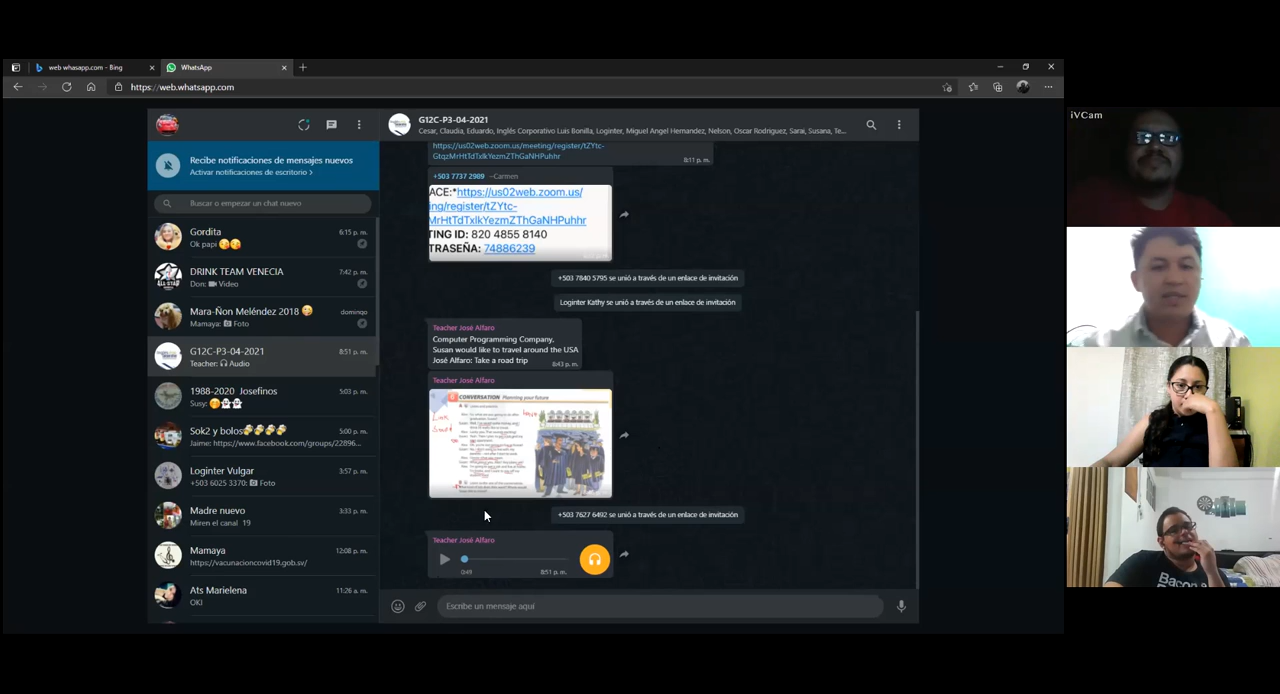 web whasapp.com - Bing
WhatsApp
https://web.whatsapp.com
Recibe notificaciones de mensajes nuevos
Activar notificaciones de escritorio >
Buscar o empezar un chat nuevo
Gordita
6:15 p. m.
Ok papi 😘😘
DRINK TEAM VENECIA
7:42 p. m.
Don: Video
Mara-Ñon Meléndez 2018
domingo
Mamaya: Foto
G12C-P3-04-2021
8:51 p. m.
Teacher: Audio
1988-2020 Josefinos
5:03 p. m.
Susy: 🤭👻👻
Sok2 y bolos
5:00 p. m.
Jaime: https://www.facebook.com/groups/22896...
Loginter Vulgar
3:57 p. m.
+503 6025 3370: Foto
Madre nuevo
3:33 p. m.
Miren el canal 19
Mamaya
12:08 p. m.
https://vacunacioncovid19.gob.sv/
Ats Marielena
11:26 a. m.
OKI
G12C-P3-04-2021
Cesar, Claudia, Eduardo, Inglés Corporativo Luis Bonilla, Loginter, Miguel Angel Hernandez, Nelson, Oscar Rodriguez, Sarai, Susana, Te...
https://us02web.zoom.us/meeting/register/tZYtc-
GtqzMrHtTdTxlkYezmZThGaNHPuhhr
8:11 p. m.
+503 7737 2989 ~Carmen
ACE:*https://us02web.zoom.us/
ing/register/tZYtc-
MrHtTdTxlkYezmZThGaNHPuhhr
TING ID: 820 4855 8140
TRASEÑA: 74886239
+503 7840 5795 se unió a través de un enlace de invitación
Loginter Kathy se unió a través de un enlace de invitación
Teacher José Alfaro
Computer Programming Company,
Susan would like to travel around the USA
José Alfaro: Take a road trip
8:43 p. m.
Teacher José Alfaro
CONVERSATION Planning your future
+503 7627 6492 se unió a través de un enlace de invitación
Teacher José Alfaro
0:49
8:51 p. m.
Escribe un mensaje aquí
iVCam